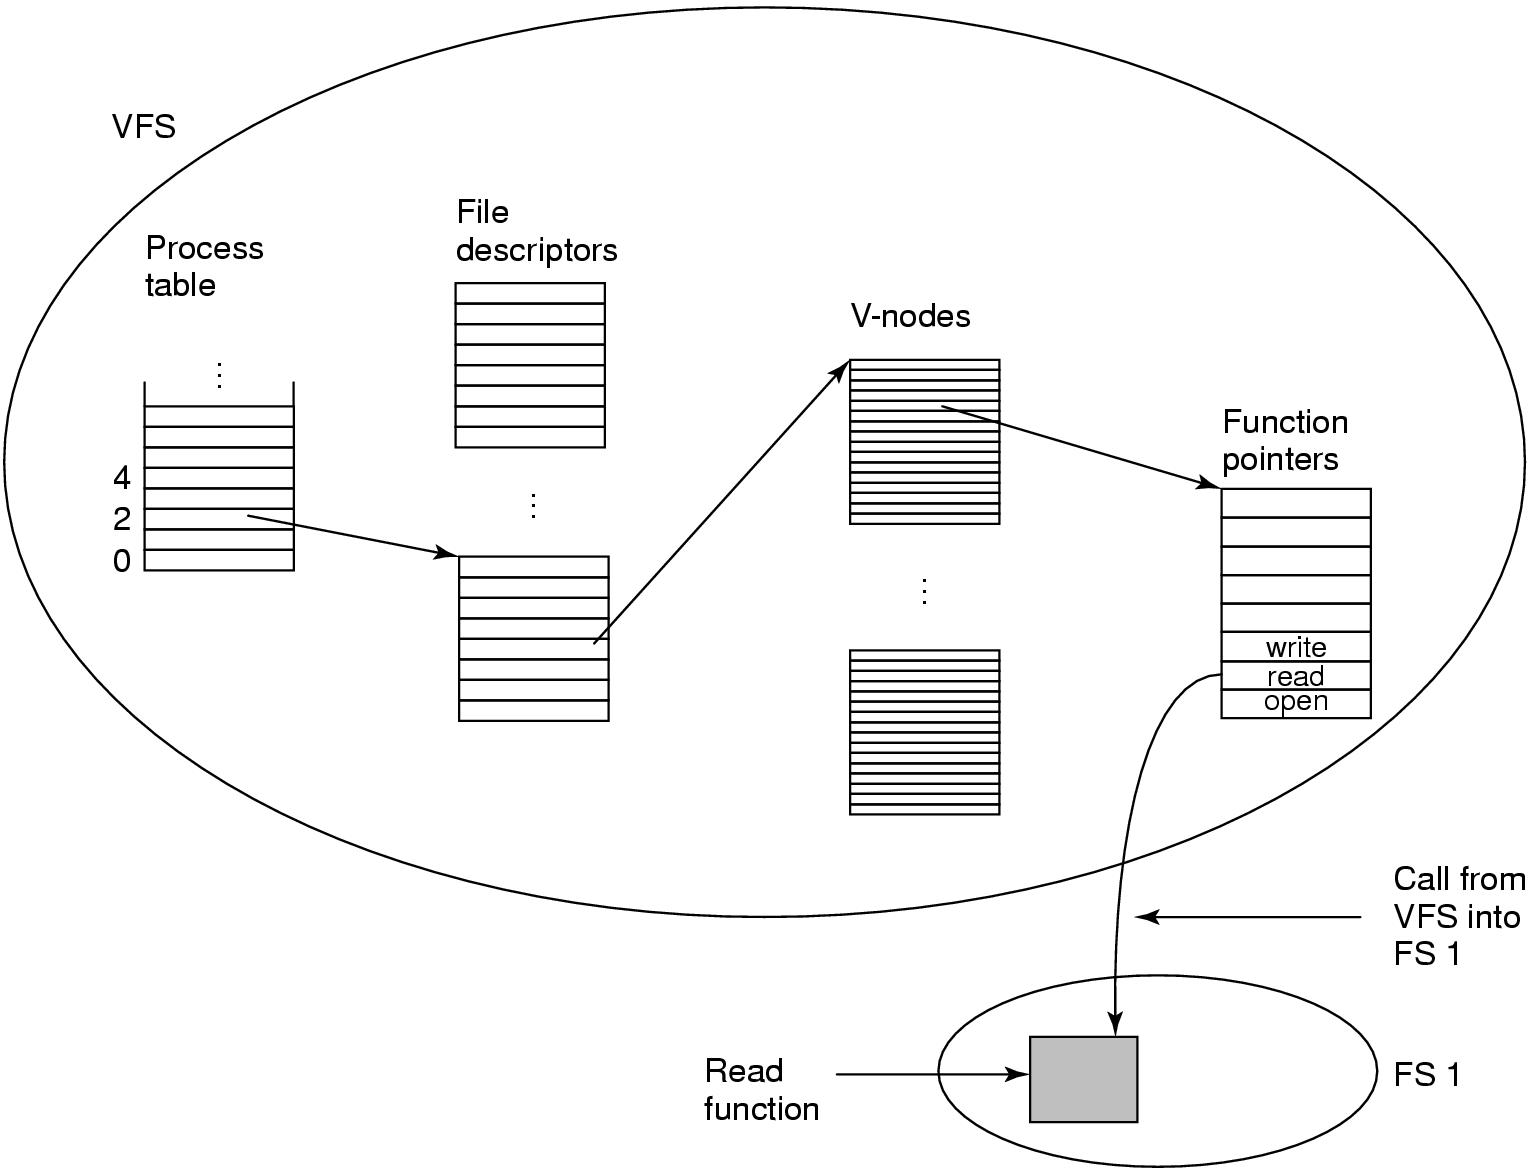 VFS
File
descriptors
Process
table
V-nodes
Function
pointers
4
2
0
write
read
open
Call from
VFS into
FS 1
Read
function
FS 1